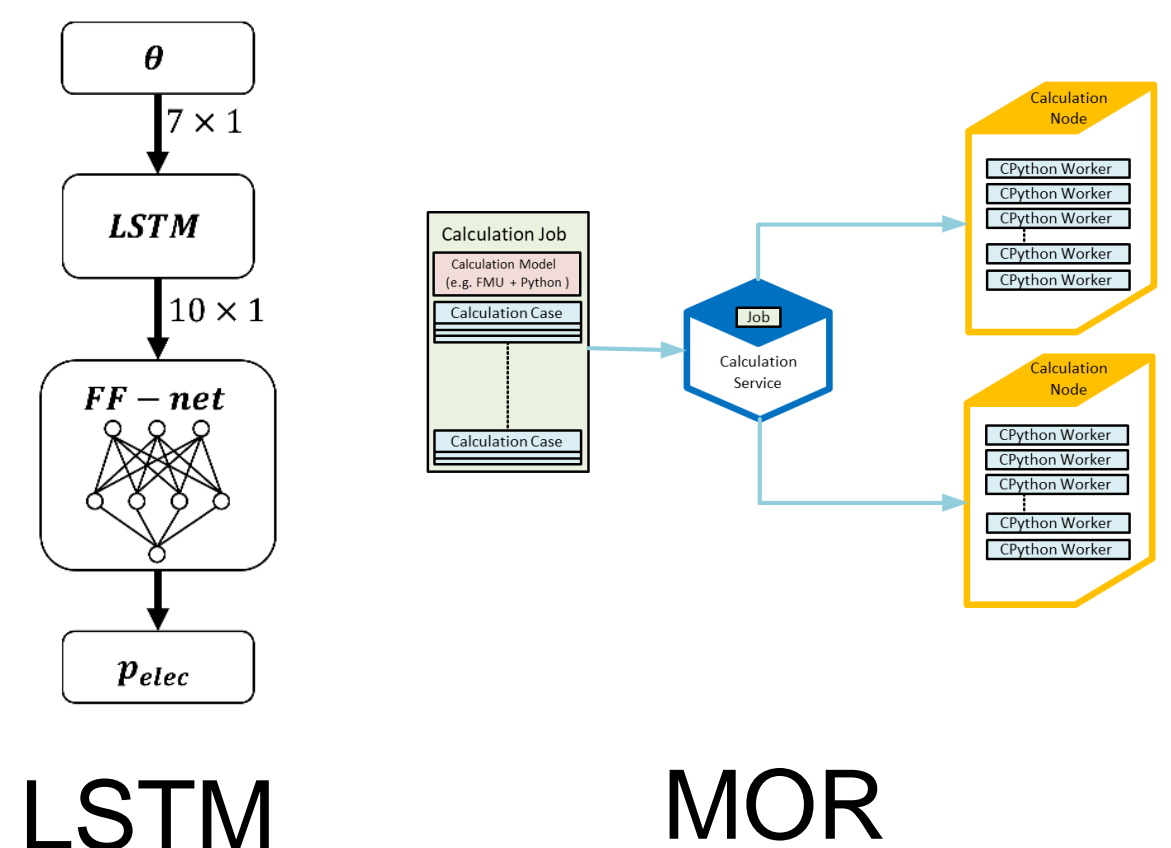 θ
7 × 1
LSTM
10 × 1
FF − net
p_elec
LSTM
Calculation Job
Calculation Model
(e.g. FMU + Python )
Calculation Case
Calculation Case
Job
Calculation
Service
Calculation
Node
CPython Worker
CPython Worker
CPython Worker
CPython Worker
CPython Worker
Calculation
Node
CPython Worker
CPython Worker
CPython Worker
CPython Worker
CPython Worker
MOR